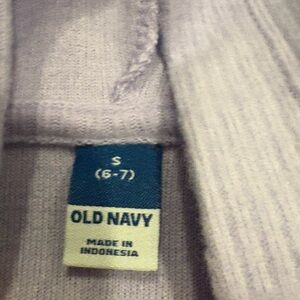 S
(6-7)
OLD NAVY
MADE IN
INDONESIA